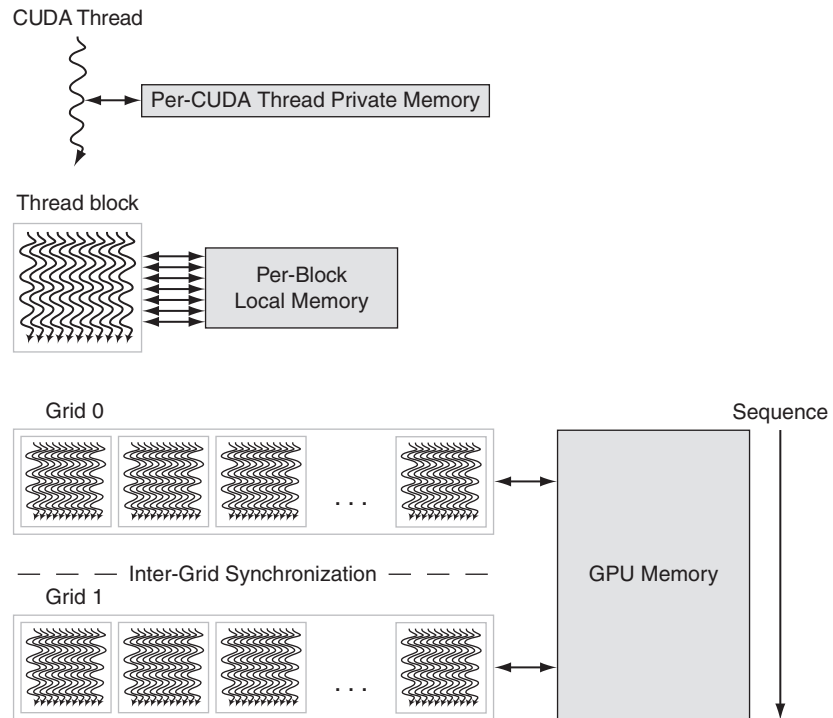 CUDA Thread
Per-CUDA Thread Private Memory
Thread block
Per-Block
Local Memory
Grid 0
Sequence
. . .
Inter-Grid Synchronization
GPU Memory
Grid 1
. . .